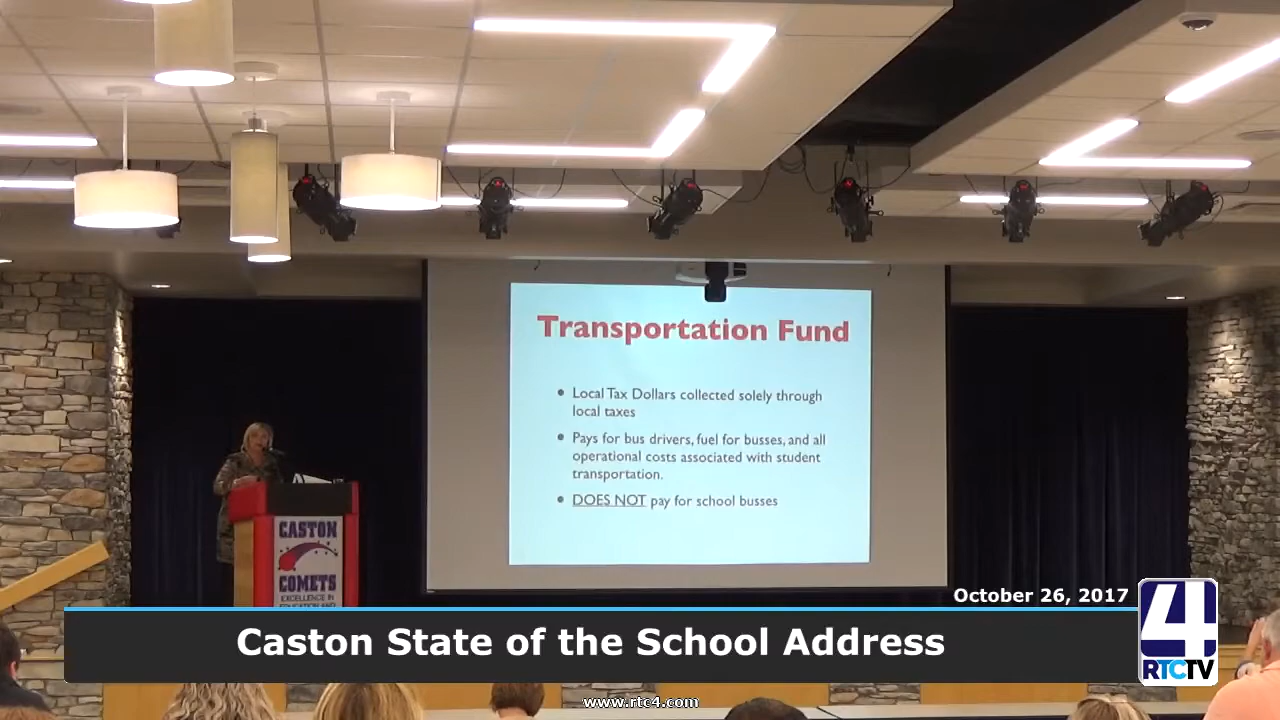 Transportation Fund
• Local Tax Dollars collected solely through
local taxes
• Pays for bus drivers, fuel for busses, and all
operational costs associated with student
transportation.
• DOES NOT pay for school busses
CASTON
COMETS
EXCELLENCE IN
EDUCATION AND
October 26, 2017
Caston State of the School Address
4
RTCTV
www.rtc4.com